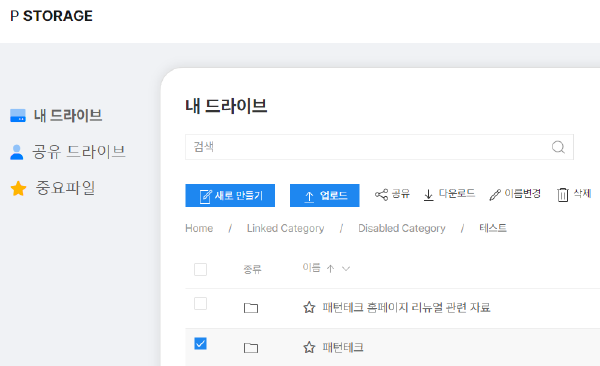 P STORAGE
내 드라이브
공유 드라이브
중요파일
내 드라이브
검색
새로 만들기 업로드 공유 다운로드 이름변경 삭제
Home / Linked Category / Disabled Category / 테스트
종류 이름
패턴테크 홈페이지 리뉴얼 관련 자료
패턴테크